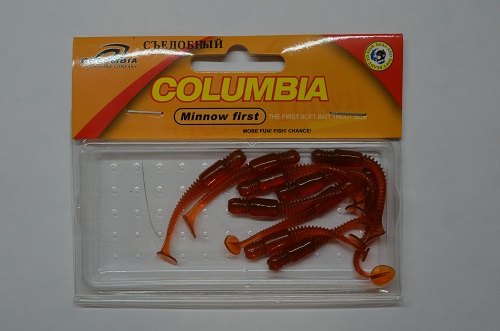 СЪЕДОБНЫЙ
COLUMBIA
Minnow first
THE FIRST SOFT BAIT
MORE FUN! FISH! CHANCE!